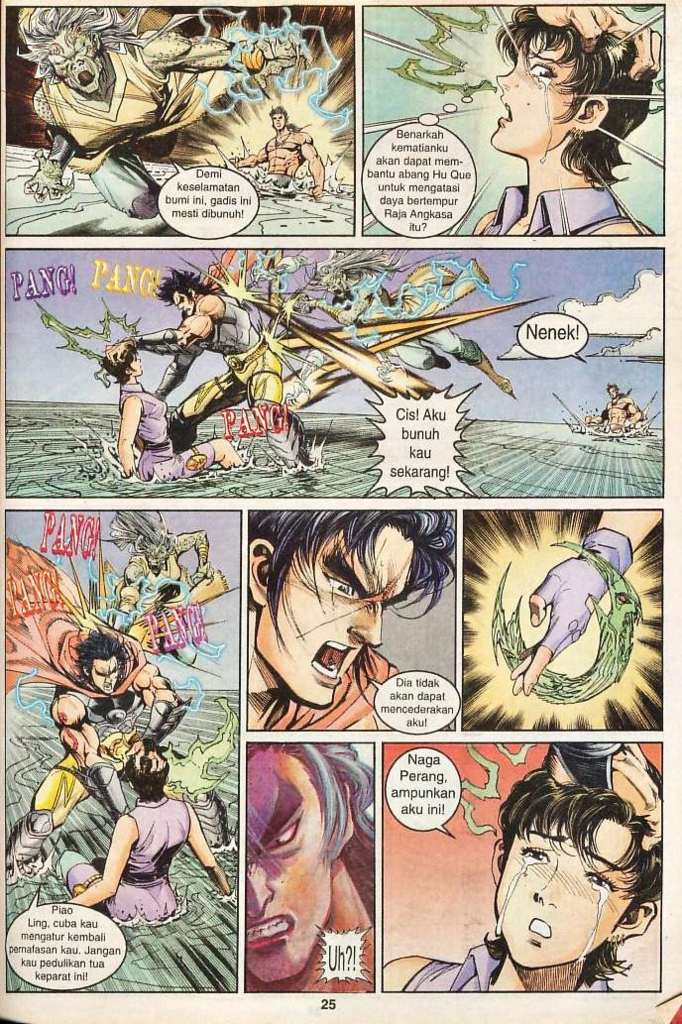 Demi
keselamatan
bumi ini, gadis ini
mesti dibunuh!
Benarkah
kematianku
akan dapat mem-
bantu abang Hu Que
untuk mengatasi
daya bertempur
Raja Angkasa
itu?
PANG! PANG!
Nenek!
PANG!
Cis! Aku
bunuh
kau
sekarang!
PANG!
PANG!
PANG!
Piao
Ling, cuba kau
mengatur kembali
pernafasan kau. Jangan
kau pedulikan tua
keparat ini!
Dia tidak
akan dapat
mencederakan
aku!
Uh?!
Naga
Perang,
ampunkan
aku ini!
25